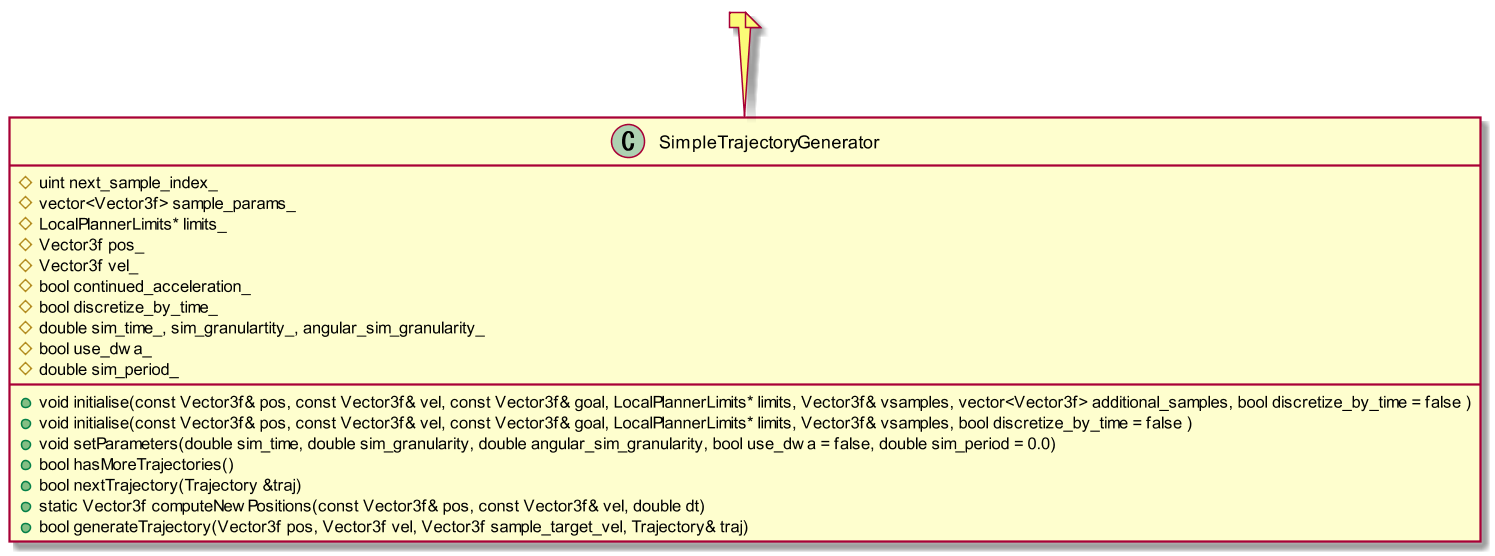 C SimpleTrajectoryGenerator
uint next_sample_index_
vector<Vector3f> sample_params_
LocalPlannerLimits* limits_
Vector3f pos_
Vector3f vel_
bool continued_acceleration_
bool discretize_by_time_
double sim_time_, sim_granulartity_, angular_sim_granularity_
bool use_dwa_
double sim_period_
void initialise(const Vector3f& pos, const Vector3f& vel, const Vector3f& goal, LocalPlannerLimits* limits, Vector3f& vsamples, vector<Vector3f> additional_samples, bool discretize_by_time = false )
void initialise(const Vector3f& pos, const Vector3f& vel, const Vector3f& goal, LocalPlannerLimits* limits, Vector3f& vsamples, bool discretize_by_time = false )
void setParameters(double sim_time, double sim_granularity, double angular_sim_granularity, bool use_dwa = false, double sim_period = 0.0)
bool hasMoreTrajectories()
bool nextTrajectory(Trajectory &traj)
static Vector3f computeNewPositions(const Vector3f& pos, const Vector3f& vel, double dt)
bool generateTrajectory(Vector3f pos, Vector3f vel, Vector3f sample_target_vel, Trajectory& traj)